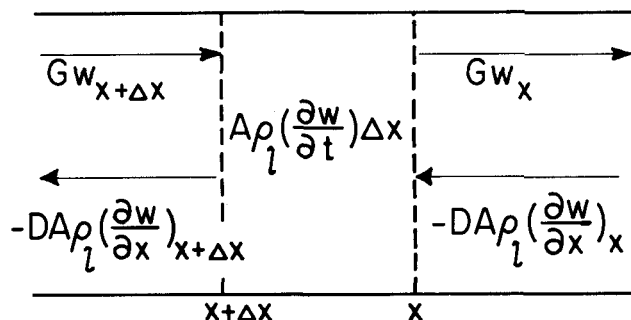 Gw_{x+Δx}
Gw_x
Aρ_l(∂w/∂t)Δx
-DAρ_l(∂w/∂x)_{x+Δx}
-DAρ_l(∂w/∂x)_x
x+Δx
x